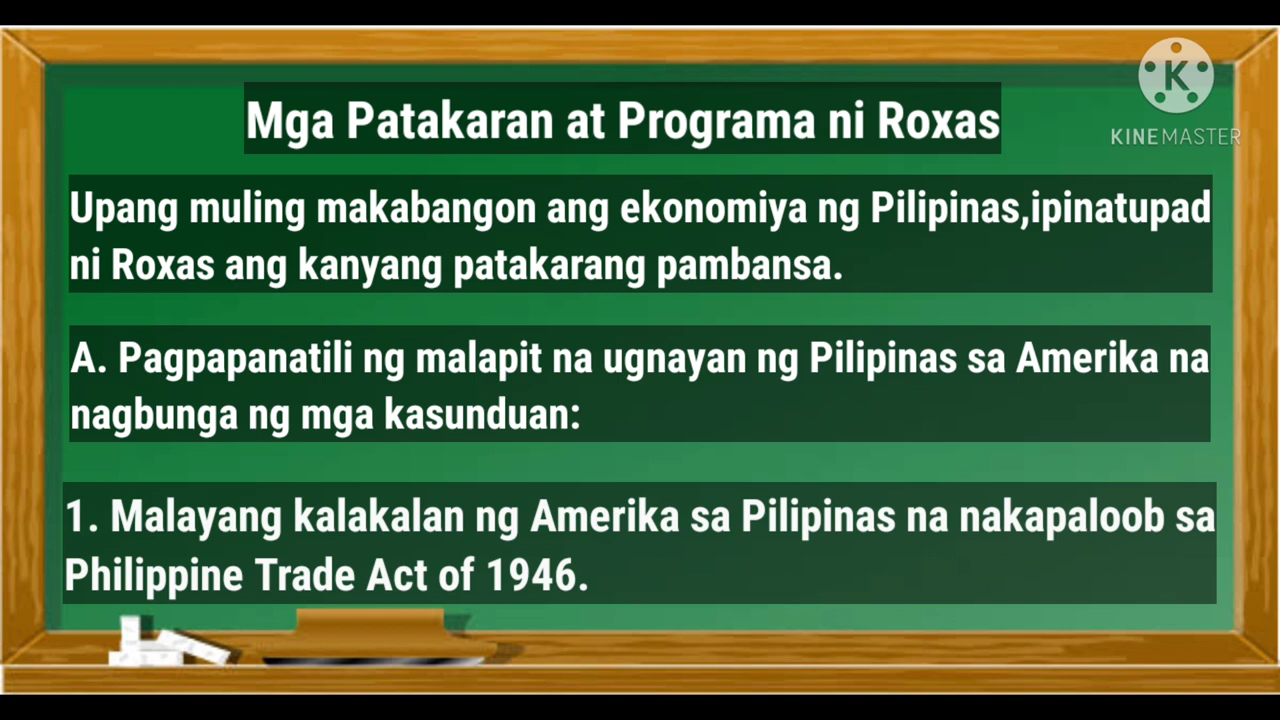 Mga Patakaran at Programa ni Roxas
K
KINEMASTER
Upang muling makabangon ang ekonomiya ng Pilipinas,ipinatupad
ni Roxas ang kanyang patakarang pambansa.
A. Pagpapanatili ng malapit na ugnayan ng Pilipinas sa Amerika na
nagbunga ng mga kasunduan:
1. Malayang kalakalan ng Amerika sa Pilipinas na nakapaloob sa
Philippine Trade Act of 1946.